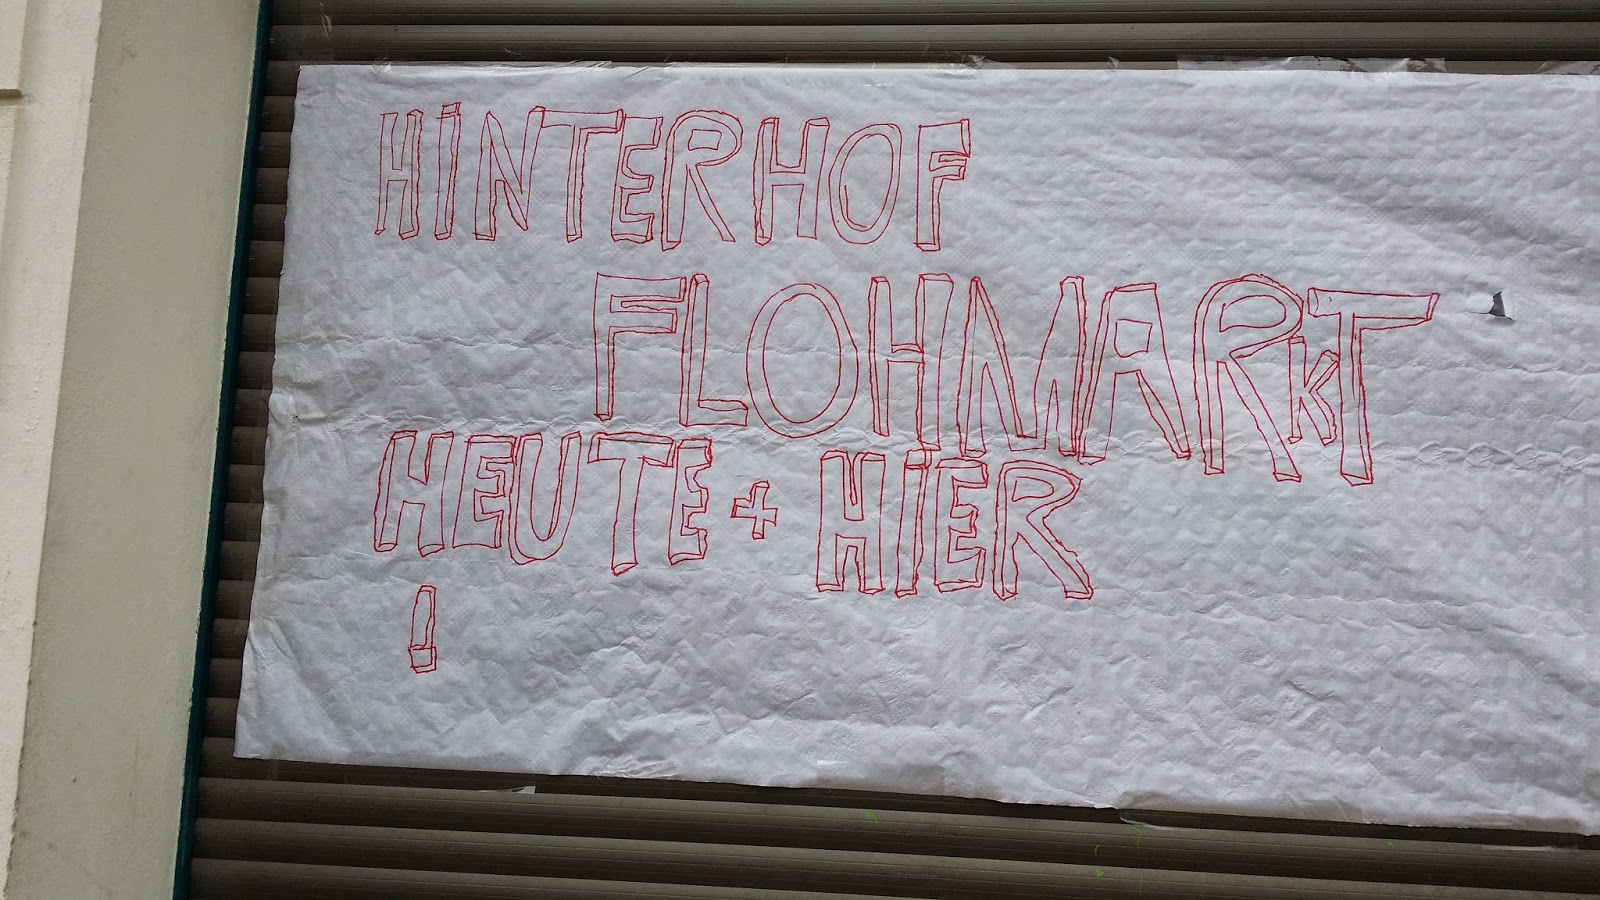 HINTERHOF
FLOHMARKT
HEUTE + HIER
!